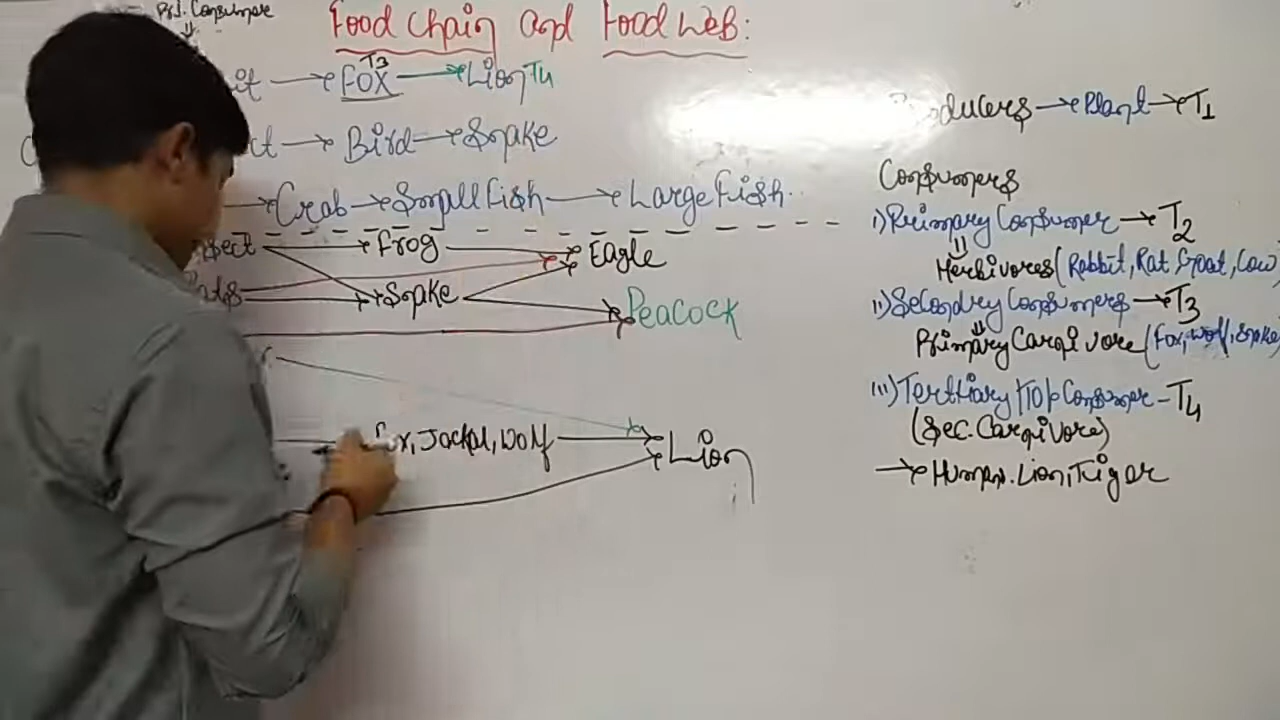 Pri. Consumer
Food Chain and Food Web:
→ Fox T3 → Lion T4
→ Bird → Snake
→ Crab → Small Fish → Large Fish.
→ Frog → Eagle
→ Snake
Peacock
Fox, Jackal, Wolf → Lion
→ Plant → T1
Consumers
i) Primary Consumer → T2
Herbivores (Rabbit, Rat, Goat, Cow
ii) Secondry Consumers → T3
Primary Carnivore (Fox, Wolf, Snake
iii) Tertiary/Top Consumer - T4
(Sec. Carnivore)
→ Human. Lion, Tiger